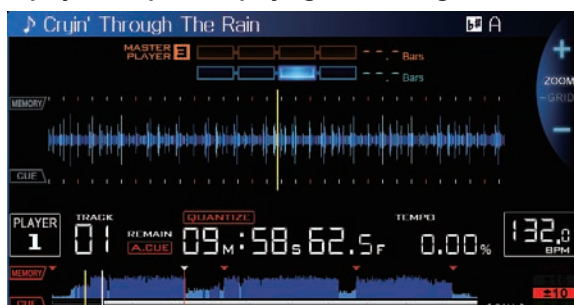 ♪ Cryin' Through The Rain ♭# A
MASTER PLAYER 3 --.- Bars
--.- Bars
+
ZOOM
-GRID
−
MEMORY
CUE
PLAYER 1
TRACK 01
REMAIN A.CUE
QUANTIZE
09M:58S62.5F
TEMPO 0.00%
132.0 BPM
MEMORY
CUE
±10